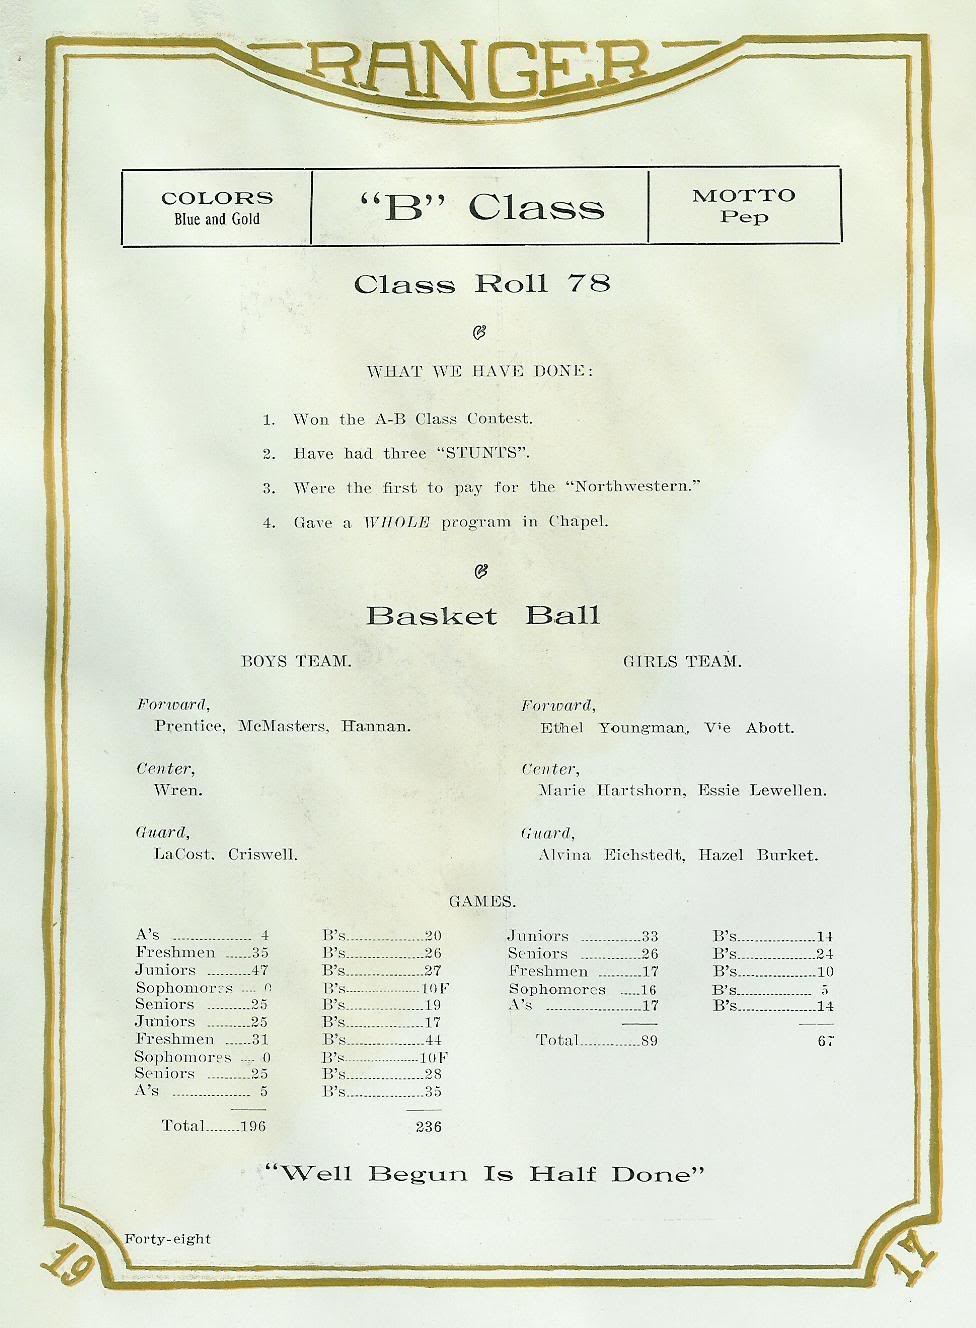 RANGER
COLORS
Blue and Gold
"B" Class
MOTTO
Pep
Class Roll 78
WHAT WE HAVE DONE:
1. Won the A-B Class Contest.
2. Have had three "STUNTS".
3. Were the first to pay for the "Northwestern."
4. Gave a WHOLE program in Chapel.
Basket Ball
BOYS TEAM.
Forward,
Prentice, McMasters, Hannan.
Center,
Wren.
Guard,
LaCost, Criswell.
GIRLS TEAM.
Forward,
Ethel Youngman, Vie Abott.
Center,
Marie Hartshorn, Essie Lewellen.
Guard,
Alvina Eichstedt, Hazel Burket.
GAMES.
A's ........ 4 B's........20
Freshmen ......35 B's........26
Juniors ........47 B's........27
Sophomores .... 0 B's........10F
Seniors ........25 B's........19
Juniors ........25 B's........17
Freshmen ......31 B's........44
Sophomores .... 0 B's........10F
Seniors ........25 B's........28
A's ........ 5 B's........35
Total........196 236
Juniors ........33 B's........14
Seniors ........26 B's........24
Freshmen ........17 B's........10
Sophomores .....16 B's........ 5
A's ........17 B's........14
Total........89 67
"Well Begun Is Half Done"
Forty-eight
19
17